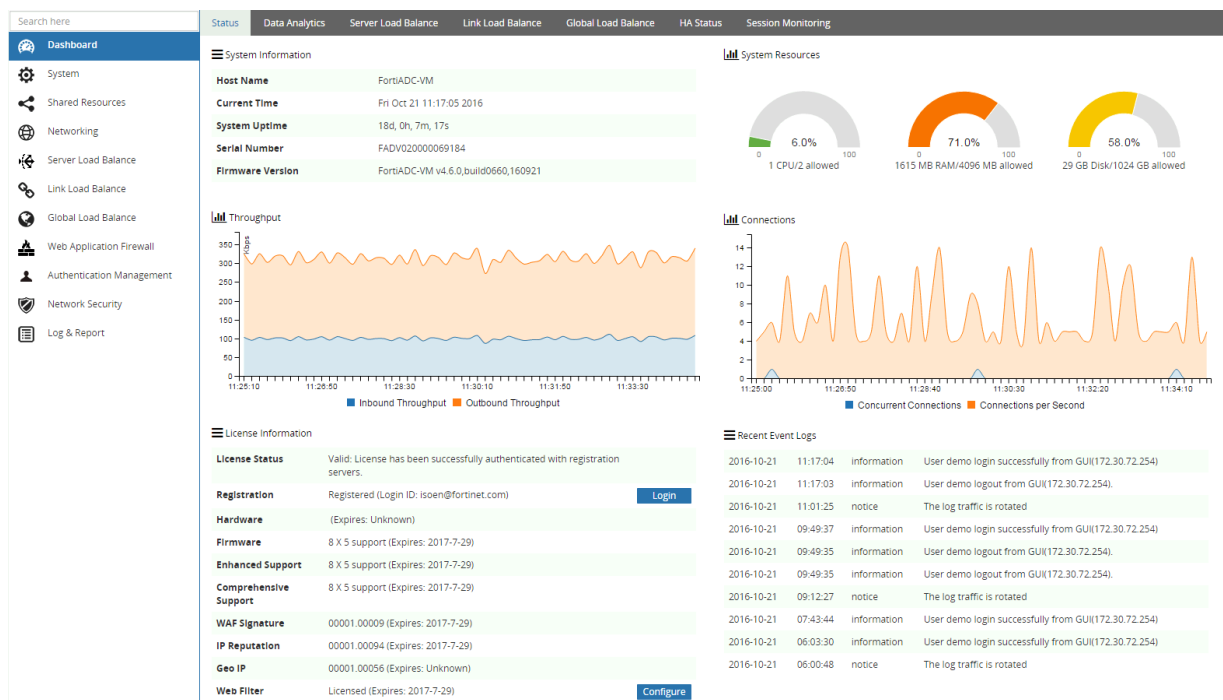 Search here
Status Data Analytics Server Load Balance Link Load Balance Global Load Balance HA Status Session Monitoring
Dashboard
System
Shared Resources
Networking
Server Load Balance
Link Load Balance
Global Load Balance
Web Application Firewall
Authentication Management
Network Security
Log & Report
System Information
Host Name FortiADC-VM
Current Time Fri Oct 21 11:17:05 2016
System Uptime 18d, 0h, 7m, 17s
Serial Number FADV020000069184
Firmware Version FortiADC-VM v4.6.0,build0660,160921
System Resources
6.0% 71.0% 58.0%
0 100 0 100 0 100
1 CPU/2 allowed 1615 MB RAM/4096 MB allowed 29 GB Disk/1024 GB allowed
Throughput
Kbps
350
300
250
200
150
100
50
0
11:25:10 11:26:50 11:28:30 11:30:10 11:31:50 11:33:30
Inbound Throughput Outbound Throughput
Connections
14
12
10
8
6
4
2
0
11:25:00 11:26:50 11:28:40 11:30:30 11:32:20 11:34:10
Concurrent Connections Connections per Second
License Information
License Status Valid: License has been successfully authenticated with registration
servers.
Registration Registered (Login ID: isoen@fortinet.com) Login
Hardware (Expires: Unknown)
Firmware 8 X 5 support (Expires: 2017-7-29)
Enhanced Support 8 X 5 support (Expires: 2017-7-29)
Comprehensive 8 X 5 support (Expires: 2017-7-29)
Support
WAF Signature 00001.00009 (Expires: 2017-7-29)
IP Reputation 00001.00094 (Expires: 2017-7-29)
Geo IP 00001.00056 (Expires: Unknown)
Web Filter Licensed (Expires: 2017-7-29) Configure
Recent Event Logs
2016-10-21 11:17:04 information User demo login successfully from GUI(172.30.72.254)
2016-10-21 11:17:03 information User demo logout from GUI(172.30.72.254).
2016-10-21 11:01:25 notice The log traffic is rotated
2016-10-21 09:49:37 information User demo login successfully from GUI(172.30.72.254)
2016-10-21 09:49:35 information User demo logout from GUI(172.30.72.254).
2016-10-21 09:49:35 information User demo logout from GUI(172.30.72.254).
2016-10-21 09:12:27 notice The log traffic is rotated
2016-10-21 07:43:44 information User demo login successfully from GUI(172.30.72.254)
2016-10-21 06:03:30 information User demo login successfully from GUI(172.30.72.254)
2016-10-21 06:00:48 notice The log traffic is rotated